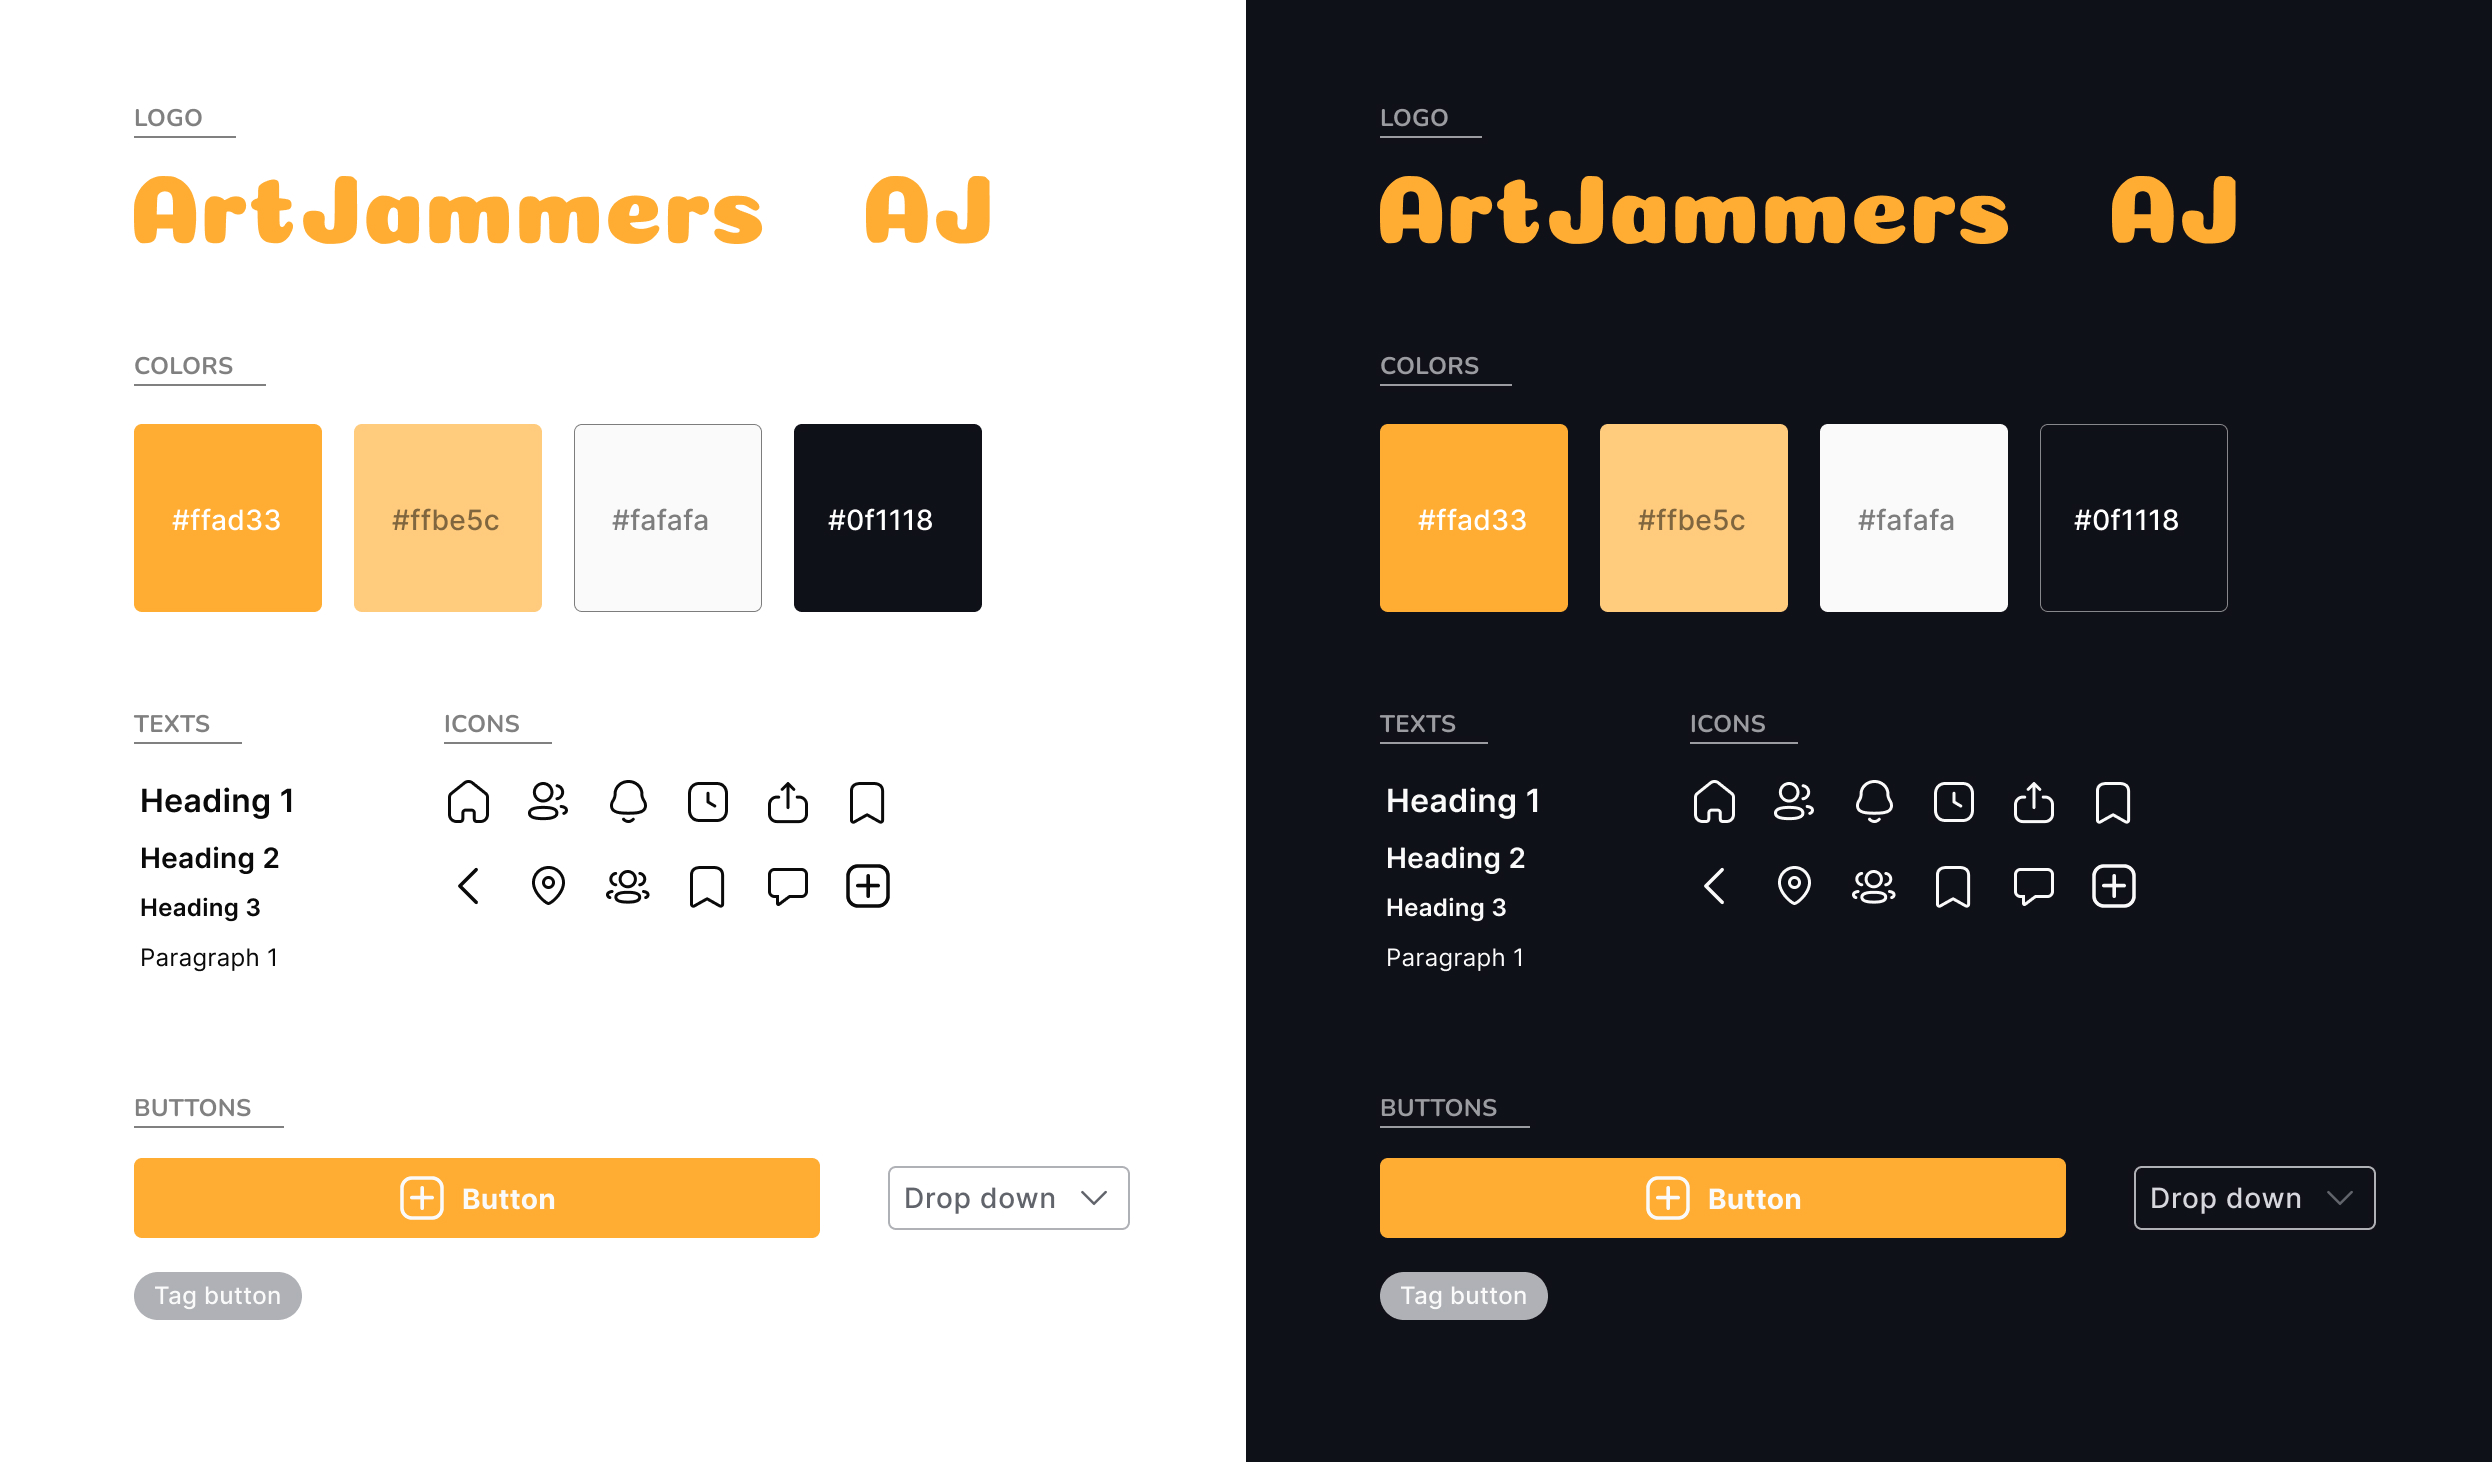 LOGO
ArtJammers AJ
COLORS
#ffad33 #ffbe5c #fafafa #0f1118
TEXTS ICONS
Heading 1
Heading 2
Heading 3
Paragraph 1
BUTTONS
Button Drop down
Tag button
LOGO
ArtJammers AJ
COLORS
#ffad33 #ffbe5c #fafafa #0f1118
TEXTS ICONS
Heading 1
Heading 2
Heading 3
Paragraph 1
BUTTONS
Button Drop down
Tag button